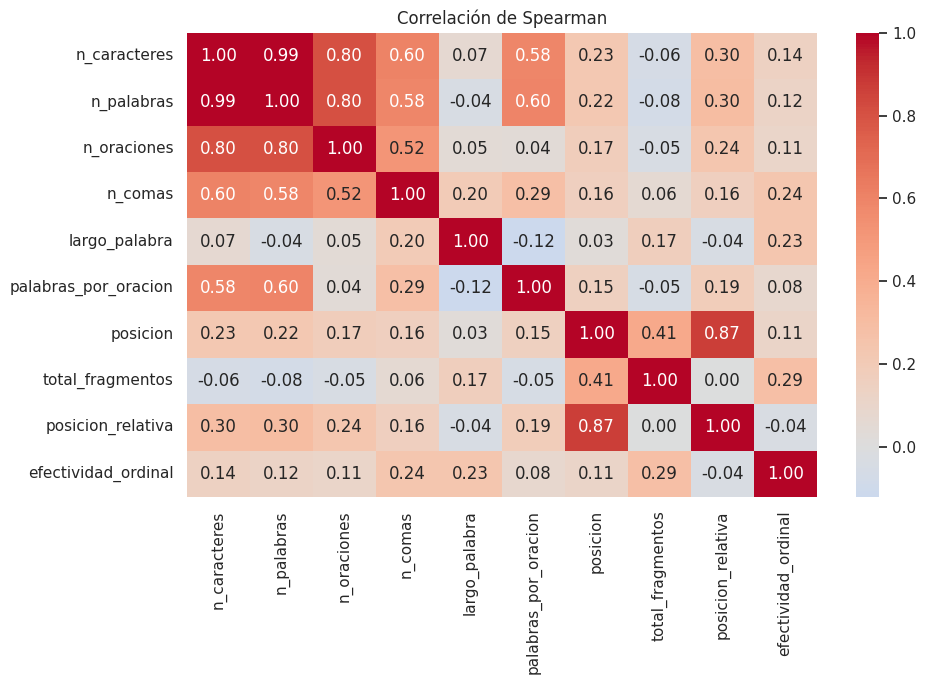 Correlación de Spearman
n_caracteres 1.00 0.99 0.80 0.60 0.07 0.58 0.23 -0.06 0.30 0.14
n_palabras 0.99 1.00 0.80 0.58 -0.04 0.60 0.22 -0.08 0.30 0.12
n_oraciones 0.80 0.80 1.00 0.52 0.05 0.04 0.17 -0.05 0.24 0.11
n_comas 0.60 0.58 0.52 1.00 0.20 0.29 0.16 0.06 0.16 0.24
largo_palabra 0.07 -0.04 0.05 0.20 1.00 -0.12 0.03 0.17 -0.04 0.23
palabras_por_oracion 0.58 0.60 0.04 0.29 -0.12 1.00 0.15 -0.05 0.19 0.08
posicion 0.23 0.22 0.17 0.16 0.03 0.15 1.00 0.41 0.87 0.11
total_fragmentos -0.06 -0.08 -0.05 0.06 0.17 -0.05 0.41 1.00 0.00 0.29
posicion_relativa 0.30 0.30 0.24 0.16 -0.04 0.19 0.87 0.00 1.00 -0.04
efectividad_ordinal 0.14 0.12 0.11 0.24 0.23 0.08 0.11 0.29 -0.04 1.00
n_caracteres
n_palabras
n_oraciones
n_comas
largo_palabra
palabras_por_oracion
posicion
total_fragmentos
posicion_relativa
efectividad_ordinal
1.0
0.8
0.6
0.4
0.2
0.0